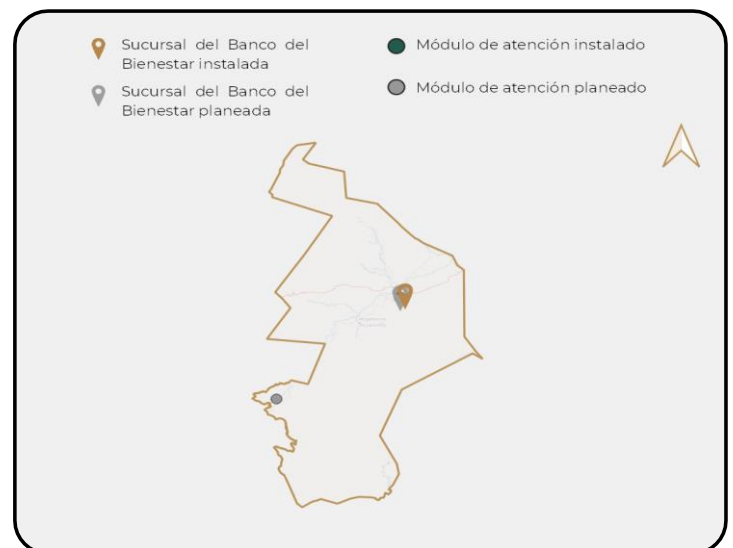 Sucursal del Banco del
Bienestar instalada
Sucursal del Banco del
Bienestar planeada
Módulo de atención instalado
Módulo de atención planeado